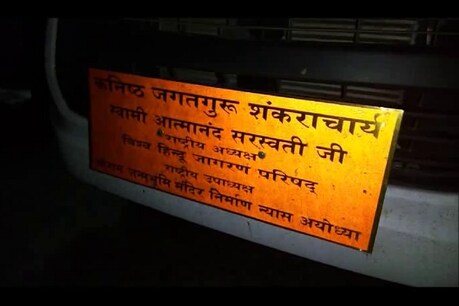 कनिष्ठ जगतगुरू शंकराचार्य
स्वामी आत्मानंद सरस्वती जी
राष्ट्रीय अध्यक्ष
विश्व हिन्दू जागरण परिषद्
राष्ट्रीय उपाध्यक्ष
श्रीराम जन्मभूमि मंदिर निर्माण न्यास अयोध्या